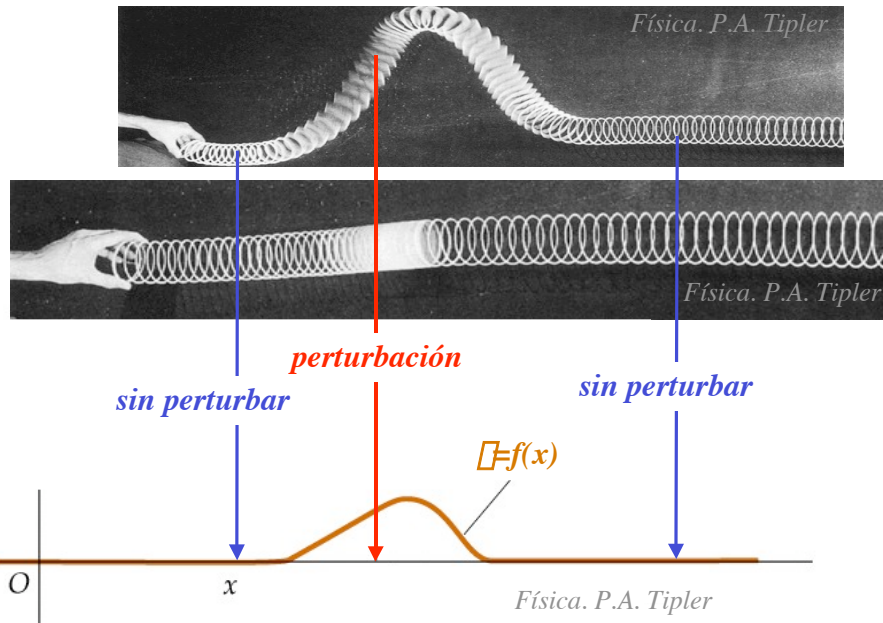 Física. P.A. Tipler
Física. P.A. Tipler
perturbación
sin perturbar
sin perturbar
=f(x)
O
x
Física. P.A. Tipler